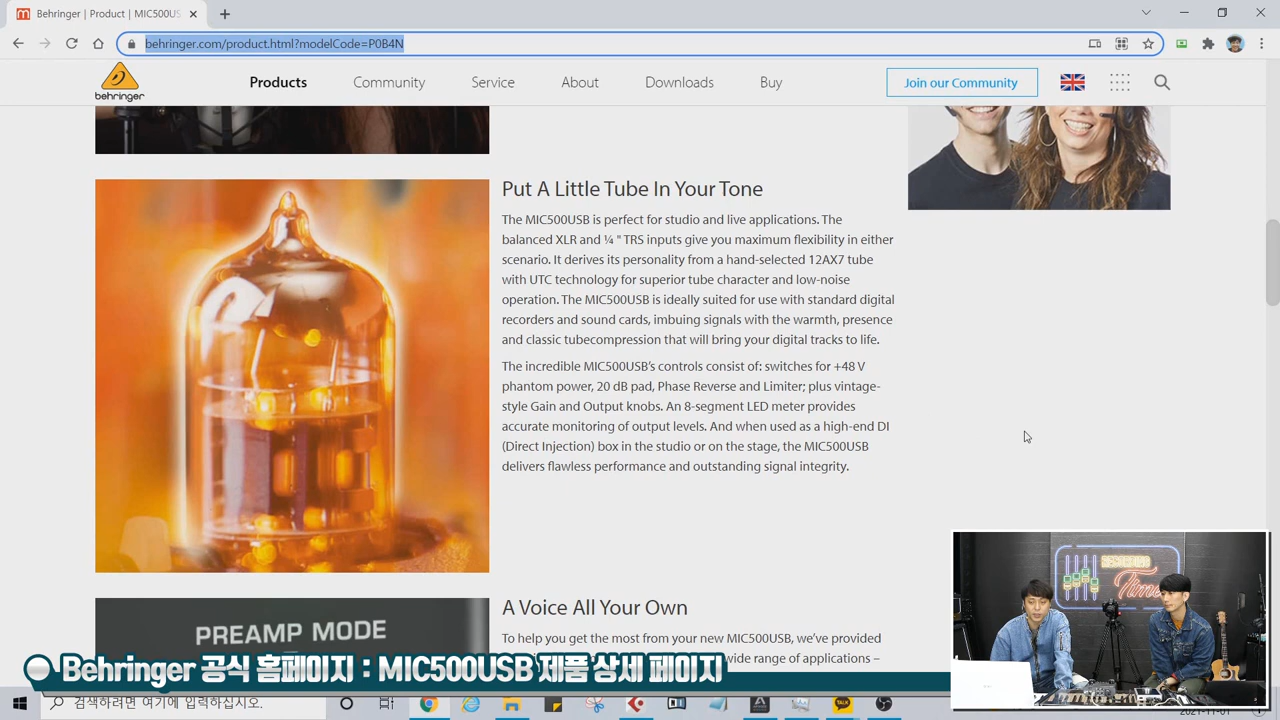 Behringer | Product | MIC500US
behringer.com/product.html?modelCode=P0B4N
behringer
Products
Community
Service
About
Downloads
Buy
Join our Community
Put A Little Tube In Your Tone
The MIC500USB is perfect for studio and live applications. The
balanced XLR and ¼ " TRS inputs give you maximum flexibility in either
scenario. It derives its personality from a hand-selected 12AX7 tube
with UTC technology for superior tube character and low-noise
operation. The MIC500USB is ideally suited for use with standard digital
recorders and sound cards, imbuing signals with the warmth, presence
and classic tubecompression that will bring your digital tracks to life.
The incredible MIC500USB's controls consist of: switches for +48 V
phantom power, 20 dB pad, Phase Reverse and Limiter; plus vintage-
style Gain and Output knobs. An 8-segment LED meter provides
accurate monitoring of output levels. And when used as a high-end DI
(Direct Injection) box in the studio or on the stage, the MIC500USB
delivers flawless performance and outstanding signal integrity.
A Voice All Your Own
To help you get the most from your new MIC500USB, we've provided
wide range of applications –
PREAMP MODE
RECORDING
Time
Behringer 공식 홈페이지 : MIC500USB 제품 상세 페이지
검색하려면 여기에 입력하십시오.
TALK
2021-11-01